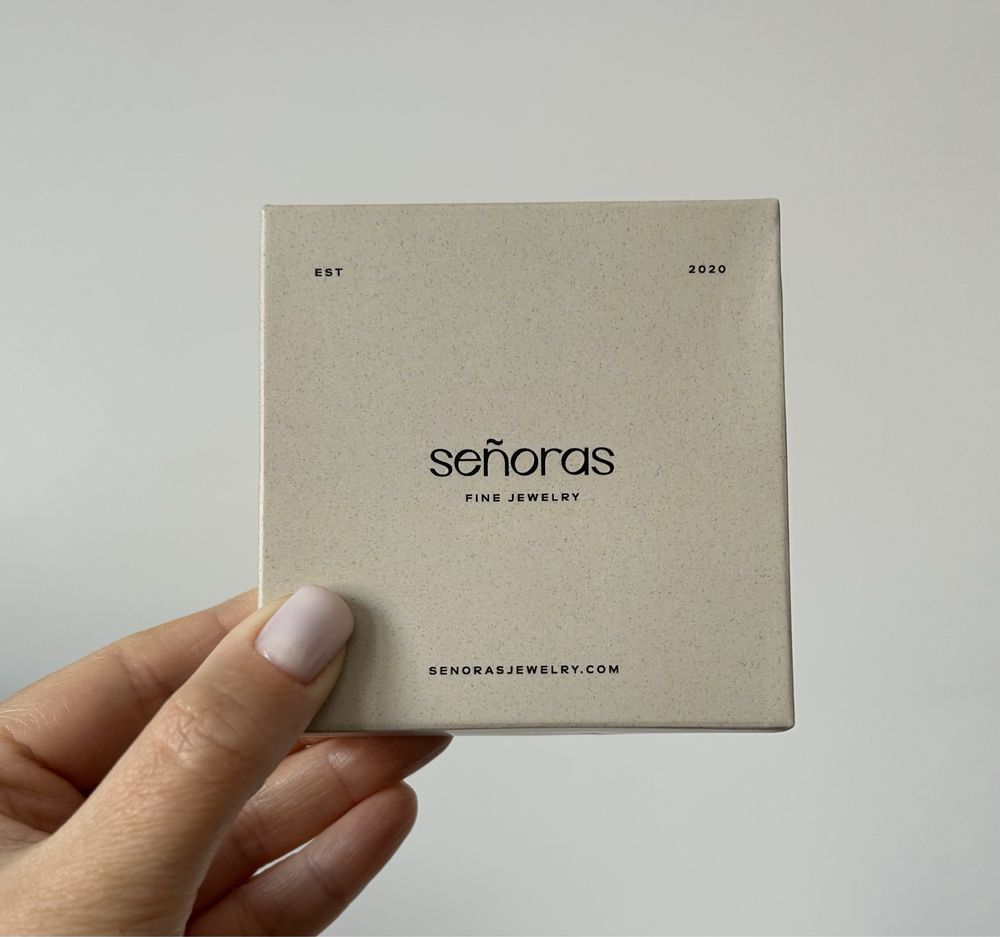 EST 2020
señoras
FINE JEWELRY
SENORASJEWELRY.COM